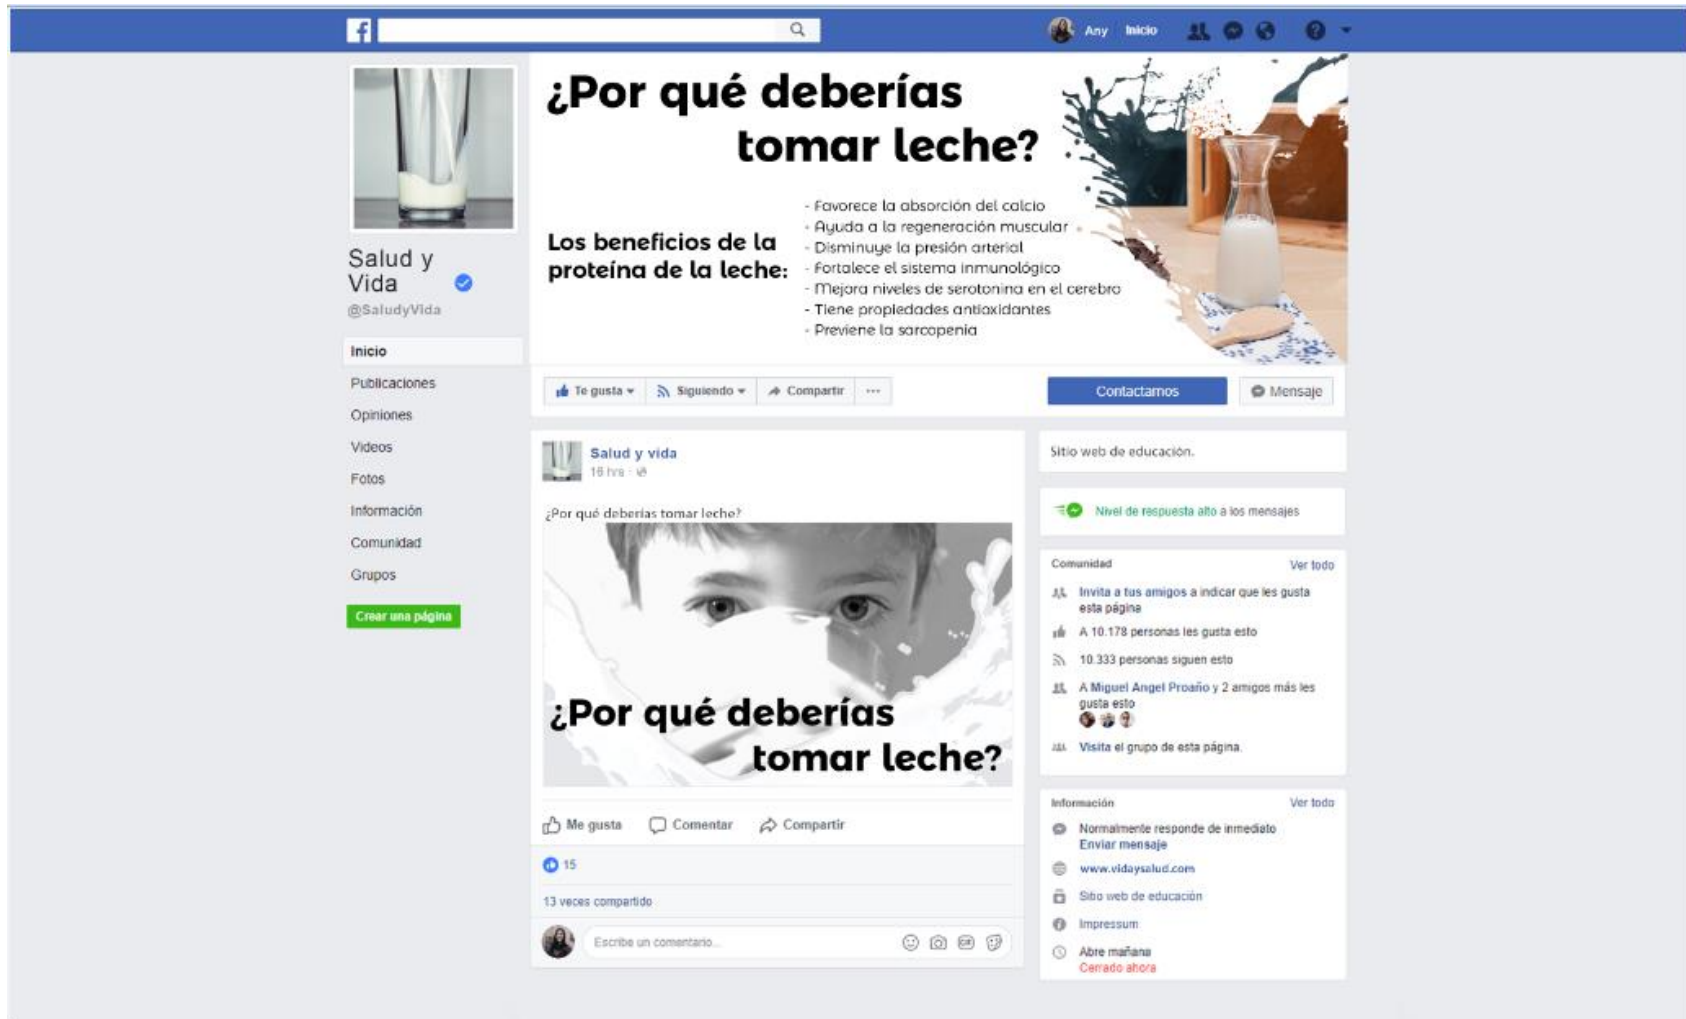 Any Inicio
¿Por qué deberías
tomar leche?
Los beneficios de la
proteína de la leche:
- Favorece la absorción del calcio
- Ayuda a la regeneración muscular
- Disminuye la presión arterial
- Fortalece el sistema inmunológico
- Mejora niveles de serotonina en el cerebro
- Tiene propiedades antioxidantes
- Previene la sarcopenia
Salud y
Vida
@SaludyVida
Inicio
Publicaciones
Opiniones
Videos
Fotos
Información
Comunidad
Grupos
Crear una página
Te gusta Siguiendo Compartir ...
Contactarnos Mensaje
Salud y vida
16 hrs
¿Por qué deberías tomar leche?
¿Por qué deberías
tomar leche?
Me gusta Comentar Compartir
15
13 veces compartido
Escribe un comentario...
GIF
Sitio web de educación.
Nivel de respuesta alto a los mensajes
Comunidad Ver todo
Invita a tus amigos a indicar que les gusta
esta página
A 10.178 personas les gusta esto
10.333 personas siguen esto
A Miguel Angel Proaño y 2 amigos más les
gusta esto
Visita el grupo de esta página.
Información Ver todo
Normalmente responde de inmediato
Enviar mensaje
www.vidaysalud.com
Sitio web de educación
Impressum
Abre mañana
Cerrado ahora